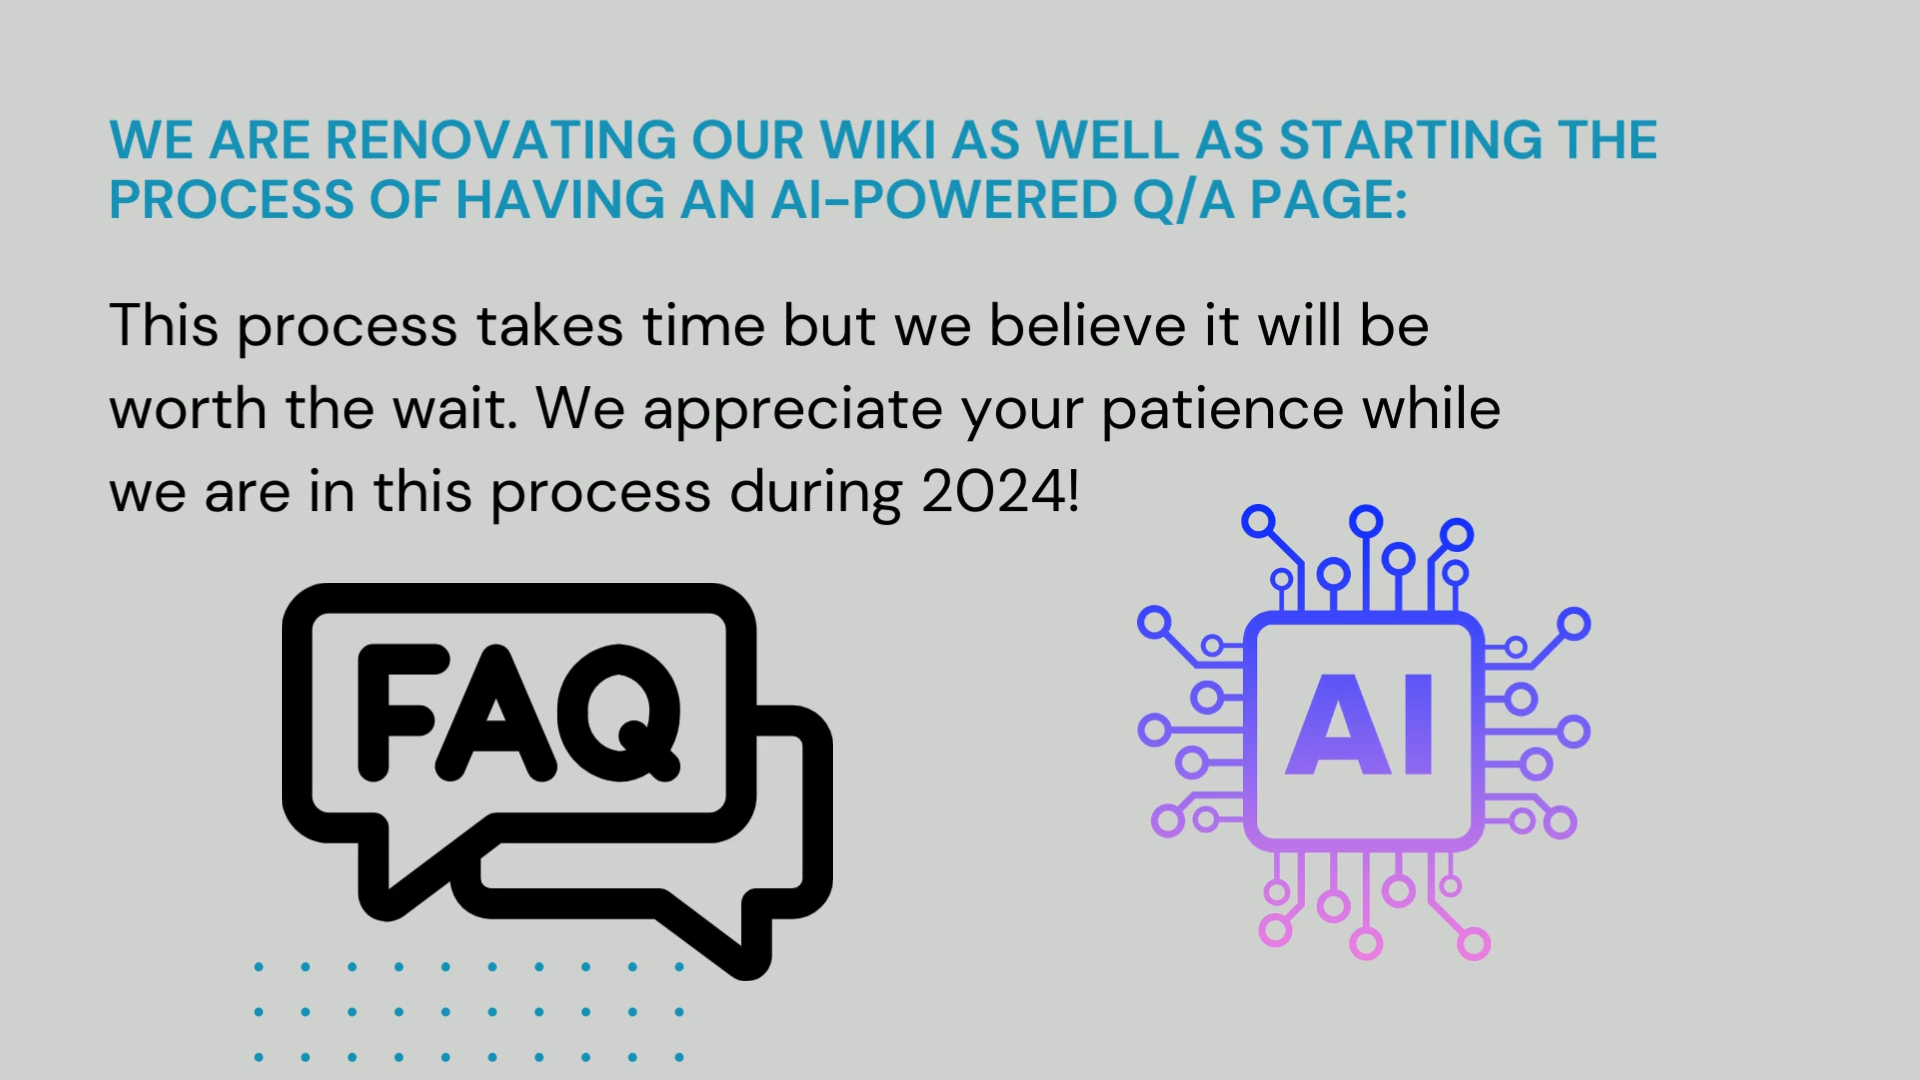 WE ARE RENOVATING OUR WIKI AS WELL AS STARTING THE
PROCESS OF HAVING AN AI-POWERED Q/A PAGE:
This process takes time but we believe it will be
worth the wait. We appreciate your patience while
we are in this process during 2024!
FAQ
AI